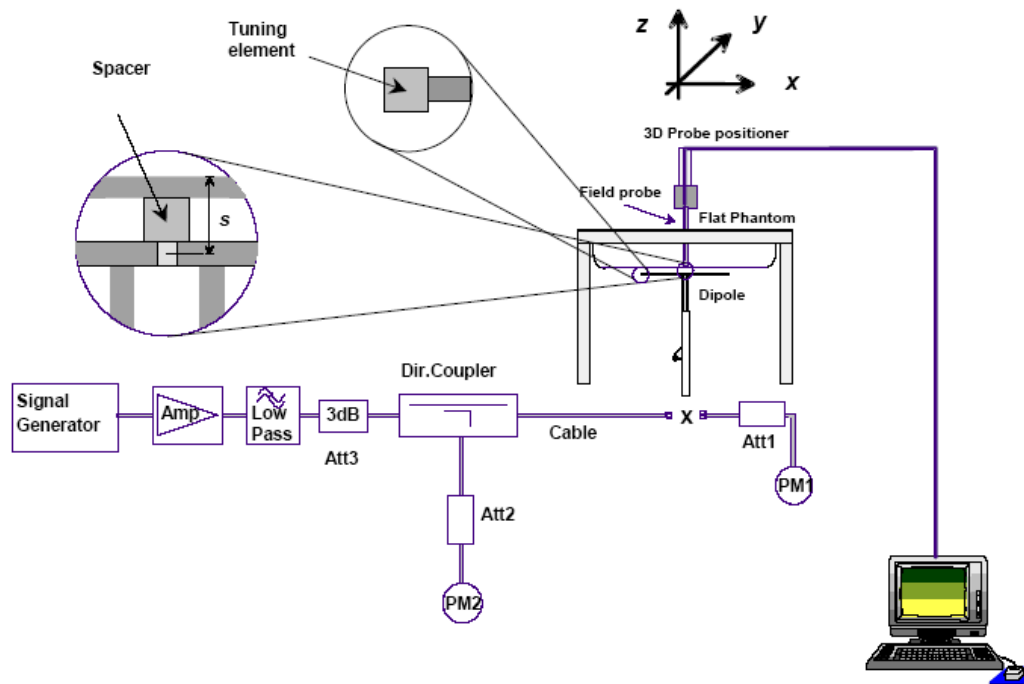 Tuning
element
z
y
x
Spacer
3D Probe positioner
Field probe
Flat Phantom
s
Dipole
Dir.Coupler
Signal
Generator
Amp
Low
Pass
3dB
Att3
Cable
X
Att1
PM1
Att2
PM2